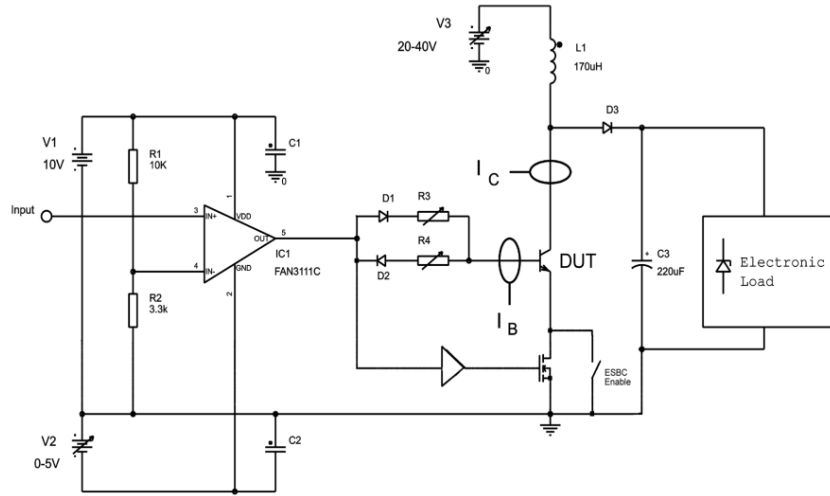 V3
20-40V
0
L1
170uH
D3
V1
10V
R1
10K
C1
0
I C
D1
R3
Input
3
IN+
1
VDD
OUT
5
IC1
FAN3111C
4
IN-
GND
2
D2
R4
I B
DUT
C3
220uF
+
Electronic
Load
R2
3.3k
ESBC
Enable
V2
0-5V
C2